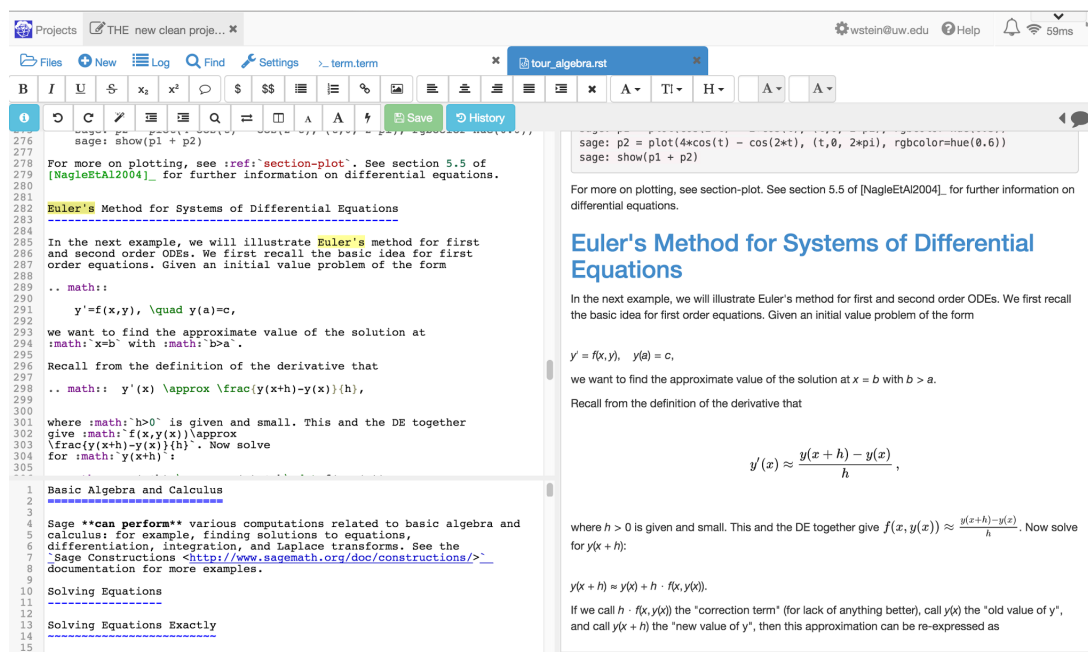 Projects THE new clean proje... wstein@uw.edu Help 59ms
Files New Log Find Settings >_ term.term tour_algebra.rst
B I U S x₂ x² $ $$ A TI H A A
A A Save History
276 sage: show(p1 + p2)
277
278 For more on plotting, see :ref:`section-plot`. See section 5.5 of
279 [NagleEtAl2004]_ for further information on differential equations.
280
281
282 Euler's Method for Systems of Differential Equations
283 ----------------------------------------------------
284
285 In the next example, we will illustrate Euler's method for first
286 and second order ODEs. We first recall the basic idea for first
287 order equations. Given an initial value problem of the form
288
289 .. math::
290
291 y'=f(x,y), \quad y(a)=c,
292
293 we want to find the approximate value of the solution at
294 :math:`x=b` with :math:`b>a`.
295
296 Recall from the definition of the derivative that
297
298 .. math:: y'(x) \approx \frac{y(x+h)-y(x)}{h},
299
300
301 where :math:`h>0` is given and small. This and the DE together
302 give :math:`f(x,y(x))\approx
303 \frac{y(x+h)-y(x)}{h}`. Now solve
304 for :math:`y(x+h)`:
305
1 Basic Algebra and Calculus
2 ==========================
3
4 Sage **can perform** various computations related to basic algebra and
5 calculus: for example, finding solutions to equations,
6 differentiation, integration, and Laplace transforms. See the
7 `Sage Constructions <http://www.sagemath.org/doc/constructions/>`_
8 documentation for more examples.
9
10 Solving Equations
11 -----------------
12
13 Solving Equations Exactly
14 ~~~~~~~~~~~~~~~~~~~~~~~~~
15
sage: p2 = plot(4*cos(t) - cos(2*t), (t,0, 2*pi), rgbcolor=hue(0.6))
sage: show(p1 + p2)
For more on plotting, see section-plot. See section 5.5 of [NagleEtAl2004]_ for further information on
differential equations.
Euler's Method for Systems of Differential
Equations
In the next example, we will illustrate Euler's method for first and second order ODEs. We first recall
the basic idea for first order equations. Given an initial value problem of the form
y' = f(x, y), y(a) = c,
we want to find the approximate value of the solution at x = b with b > a.
Recall from the definition of the derivative that
y'(x) ≈ y(x + h) − y(x) / h ,
where h > 0 is given and small. This and the DE together give f(x, y(x)) ≈ y(x+h)−y(x) / h. Now solve
for y(x + h):
y(x + h) ≈ y(x) + h · f(x, y(x)).
If we call h · f(x, y(x)) the "correction term" (for lack of anything better), call y(x) the "old value of y",
and call y(x + h) the "new value of y", then this approximation can be re-expressed as